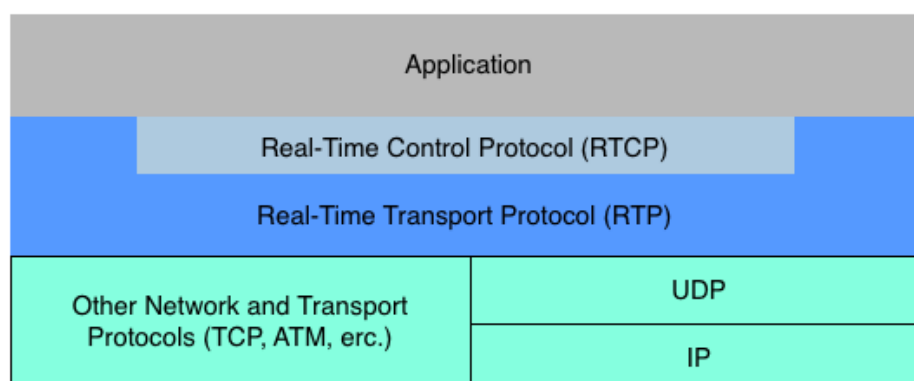 Application
Real-Time Control Protocol (RTCP)
Real-Time Transport Protocol (RTP)
Other Network and Transport
Protocols (TCP, ATM, erc.)
UDP
IP